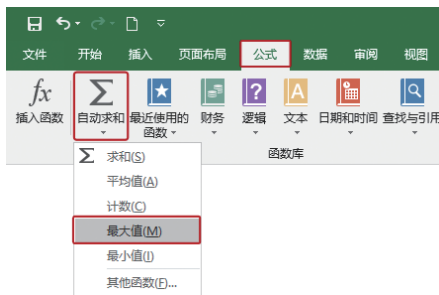 文件 开始 插入 页面布局 公式 数据 审阅 视图
fx Σ ? A
插入函数 自动求和 最近使用的 财务 逻辑 文本 日期和时间 查找与引用
函数
函数库
Σ 求和(S)
平均值(A)
计数(C)
最大值(M)
最小值(I)
其他函数(F)...